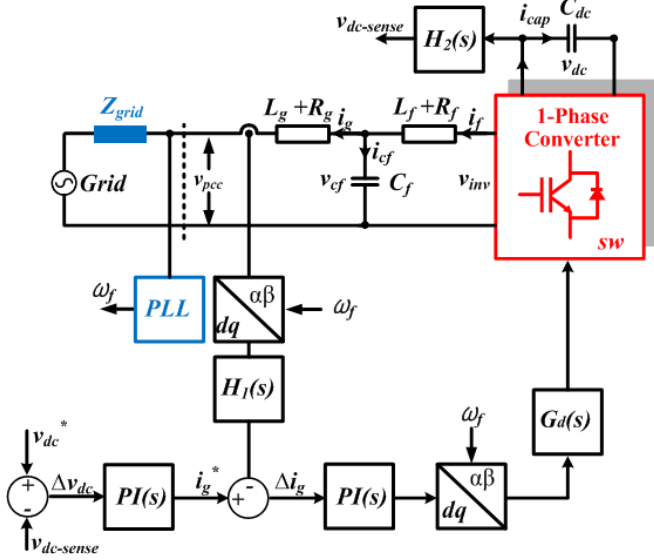 i_cap C_dc
v_dc-sense H_2(s)
v_dc
Z_grid L_g+R_g i_g L_f+R_f i_f 1-Phase
Converter
i_cf
Grid v_pcc v_cf C_f v_inv
sw
ω_f PLL αβ
dq ω_f
H_1(s)
G_d(s)
v_dc* ω_f
+ - Δv_dc PI(s) i_g* + - Δi_g PI(s) αβ
dq
v_dc-sense